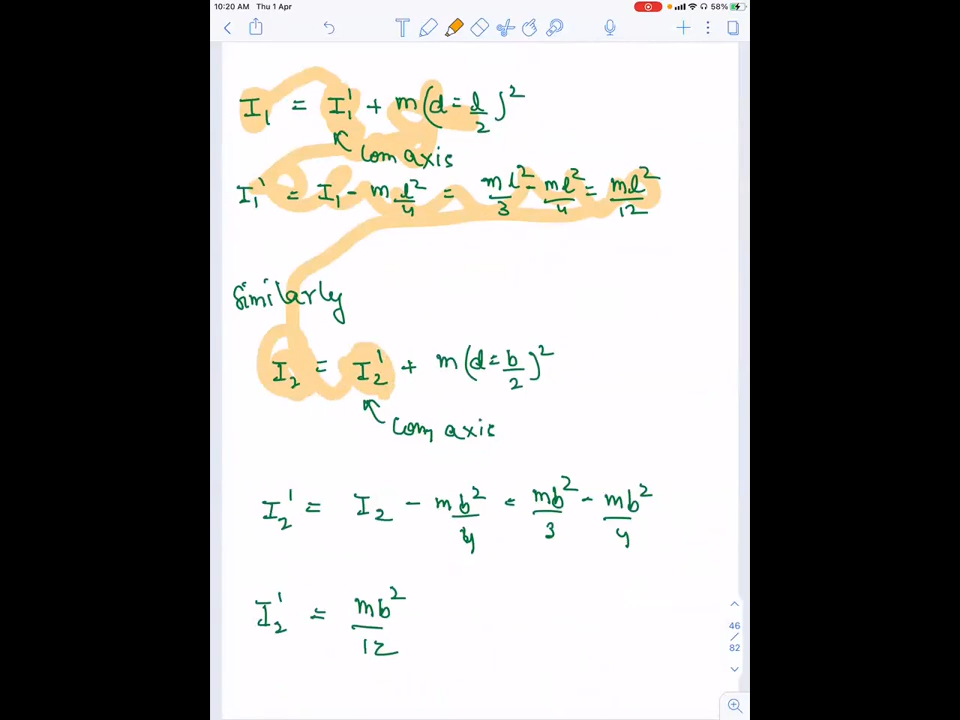 10:20 AM Thu 1 Apr 58%
I₁ = I₁' + m(d = l/2)²
com axis
I₁' = I₁ - m l²/4 = ml²/3 - ml²/4 = ml²/12
Similarly
I₂ = I₂' + m(d = b/2)²
com axis
I₂' = I₂ - mb²/4 = mb²/3 - mb²/4
I₂' = mb²/12
46
/
82